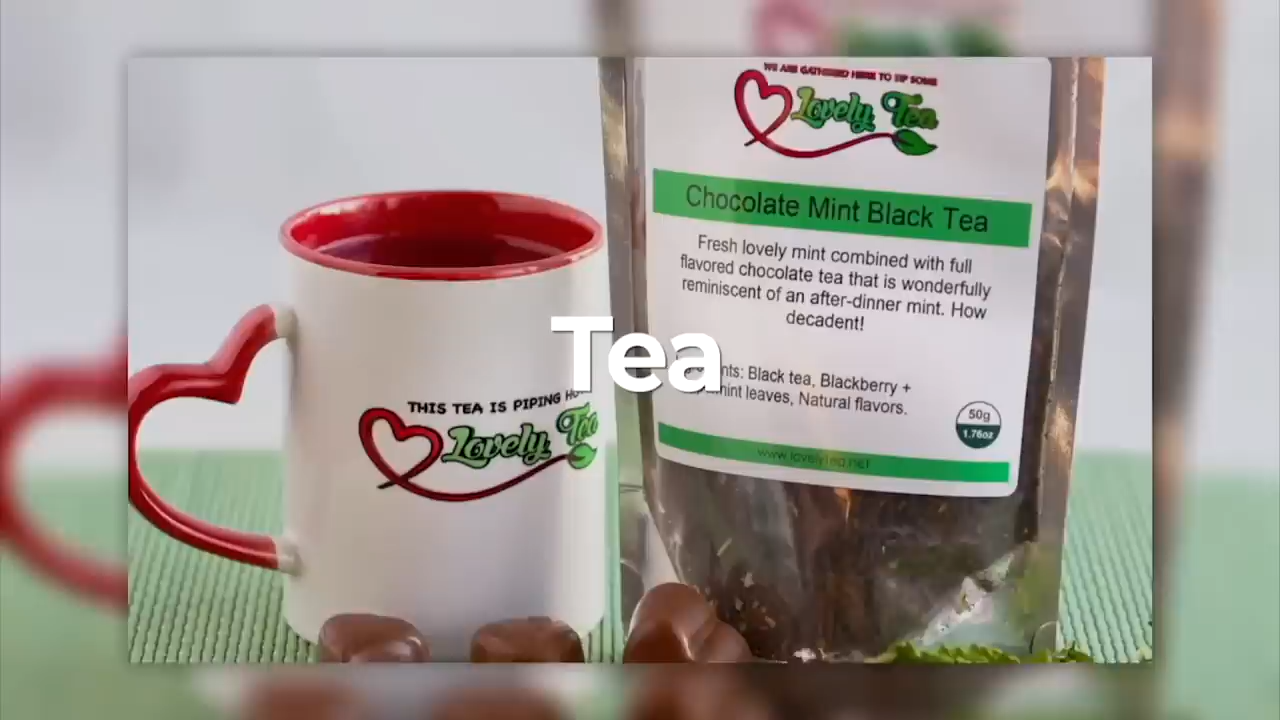 WE ARE GATHERED HERE TO SIP SOME
Lovely Tea
Chocolate Mint Black Tea
Fresh lovely mint combined with full
flavored chocolate tea that is wonderfully
reminiscent of an after-dinner mint. How
decadent!
Tea
nts: Black tea, Blackberry +
mint leaves, Natural flavors.
50g
1.76oz
www.lovelytea.net
THIS TEA IS PIPING HO
Lovely Tea